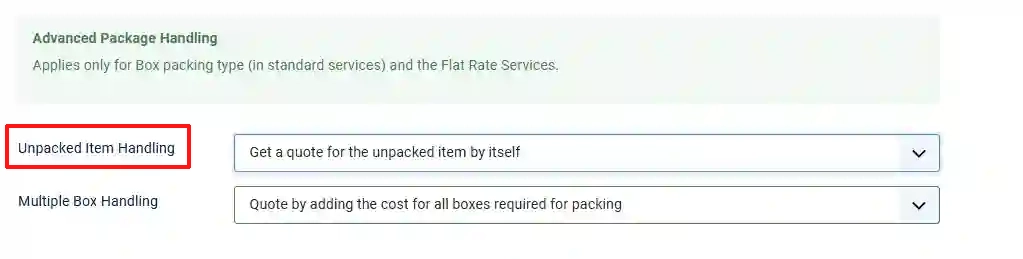 Advanced Package Handling
Applies only for Box packing type (in standard services) and the Flat Rate Services.
Unpacked Item Handling
Get a quote for the unpacked item by itself
Multiple Box Handling
Quote by adding the cost for all boxes required for packing